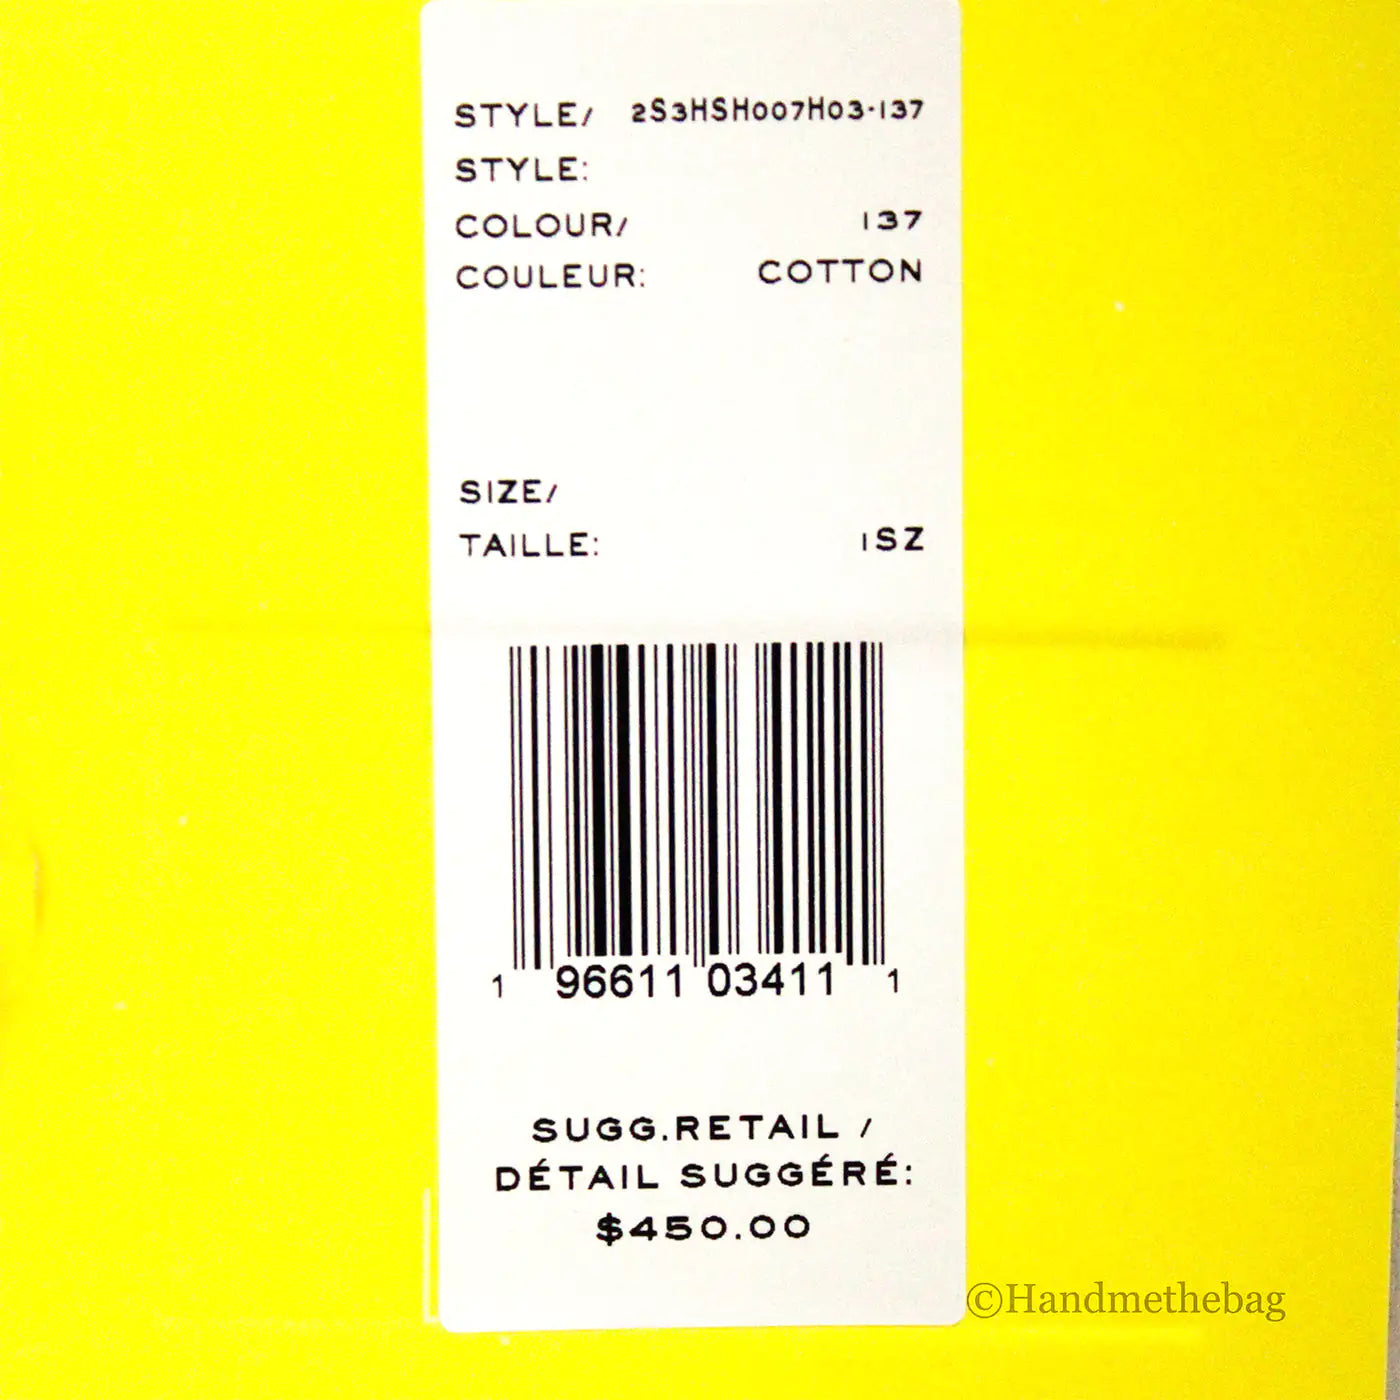 STYLE/ 2S3HSH007H03-137
STYLE:
COLOUR/ 137
COULEUR: COTTON
SIZE/
TAILLE: 1SZ
1 96611 03411 1
SUGG.RETAIL /
DÉTAIL SUGGÉRÉ:
$450.00
©Handmethebag